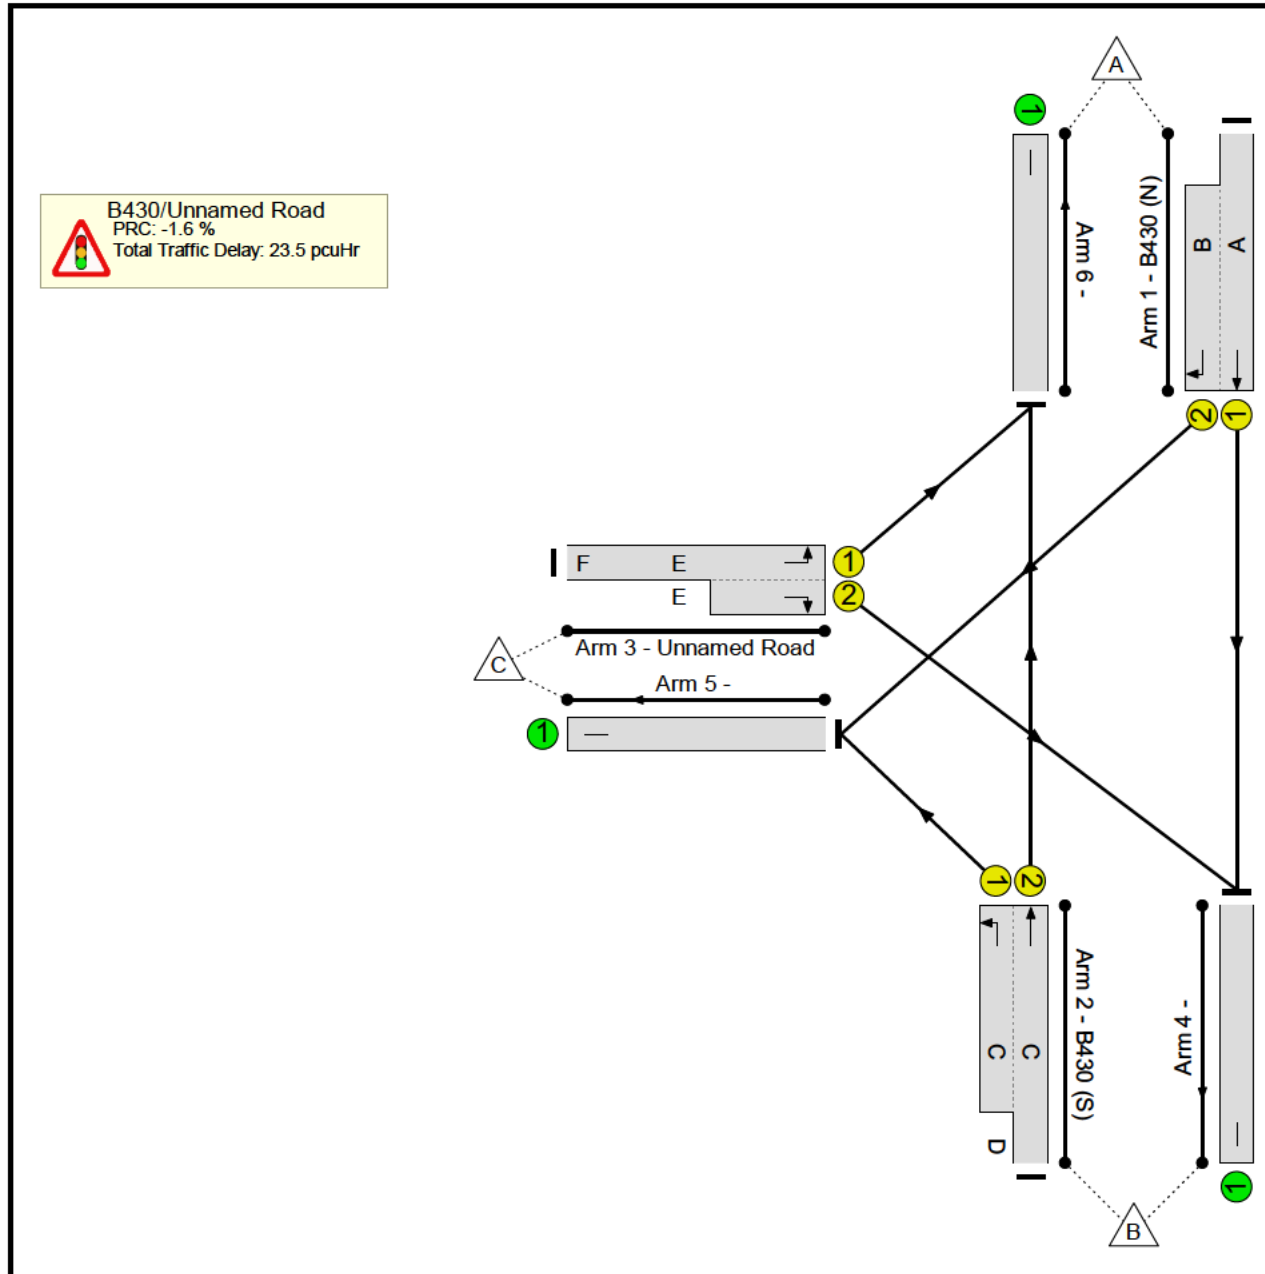 A
1
B430/Unnamed Road
PRC: -1.6 %
Total Traffic Delay: 23.5 pcuHr
Arm 6 -
Arm 1 - B430 (N)
B
A
2
1
F
E
1
E
2
Arm 3 - Unnamed Road
C
Arm 5 -
1
1
2
C
C
D
Arm 2 - B430 (S)
Arm 4 -
1
B